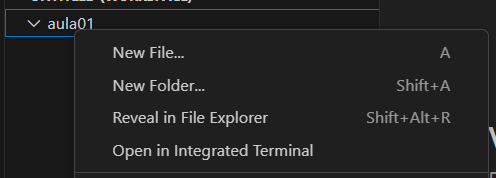 aula01
New File... A
New Folder... Shift+A
Reveal in File Explorer Shift+Alt+R
Open in Integrated Terminal